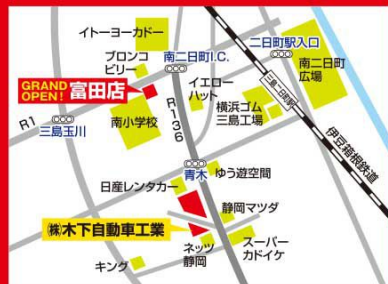 イトーヨーカドー
ブロンコ
ビリー
南二日町I.C.
二日町駅入口
南二日町
広場
GRAND
OPEN!
富田店
イエロー
ハット
横浜ゴム
三島工場
三島二日町駅
R1
三島玉川
南小学校
R136
伊豆箱根鉄道
青木
ゆう遊空間
日産レンタカー
静岡マツダ
㈱木下自動車工業
ネッツ
静岡
スーパー
カドイケ
キング